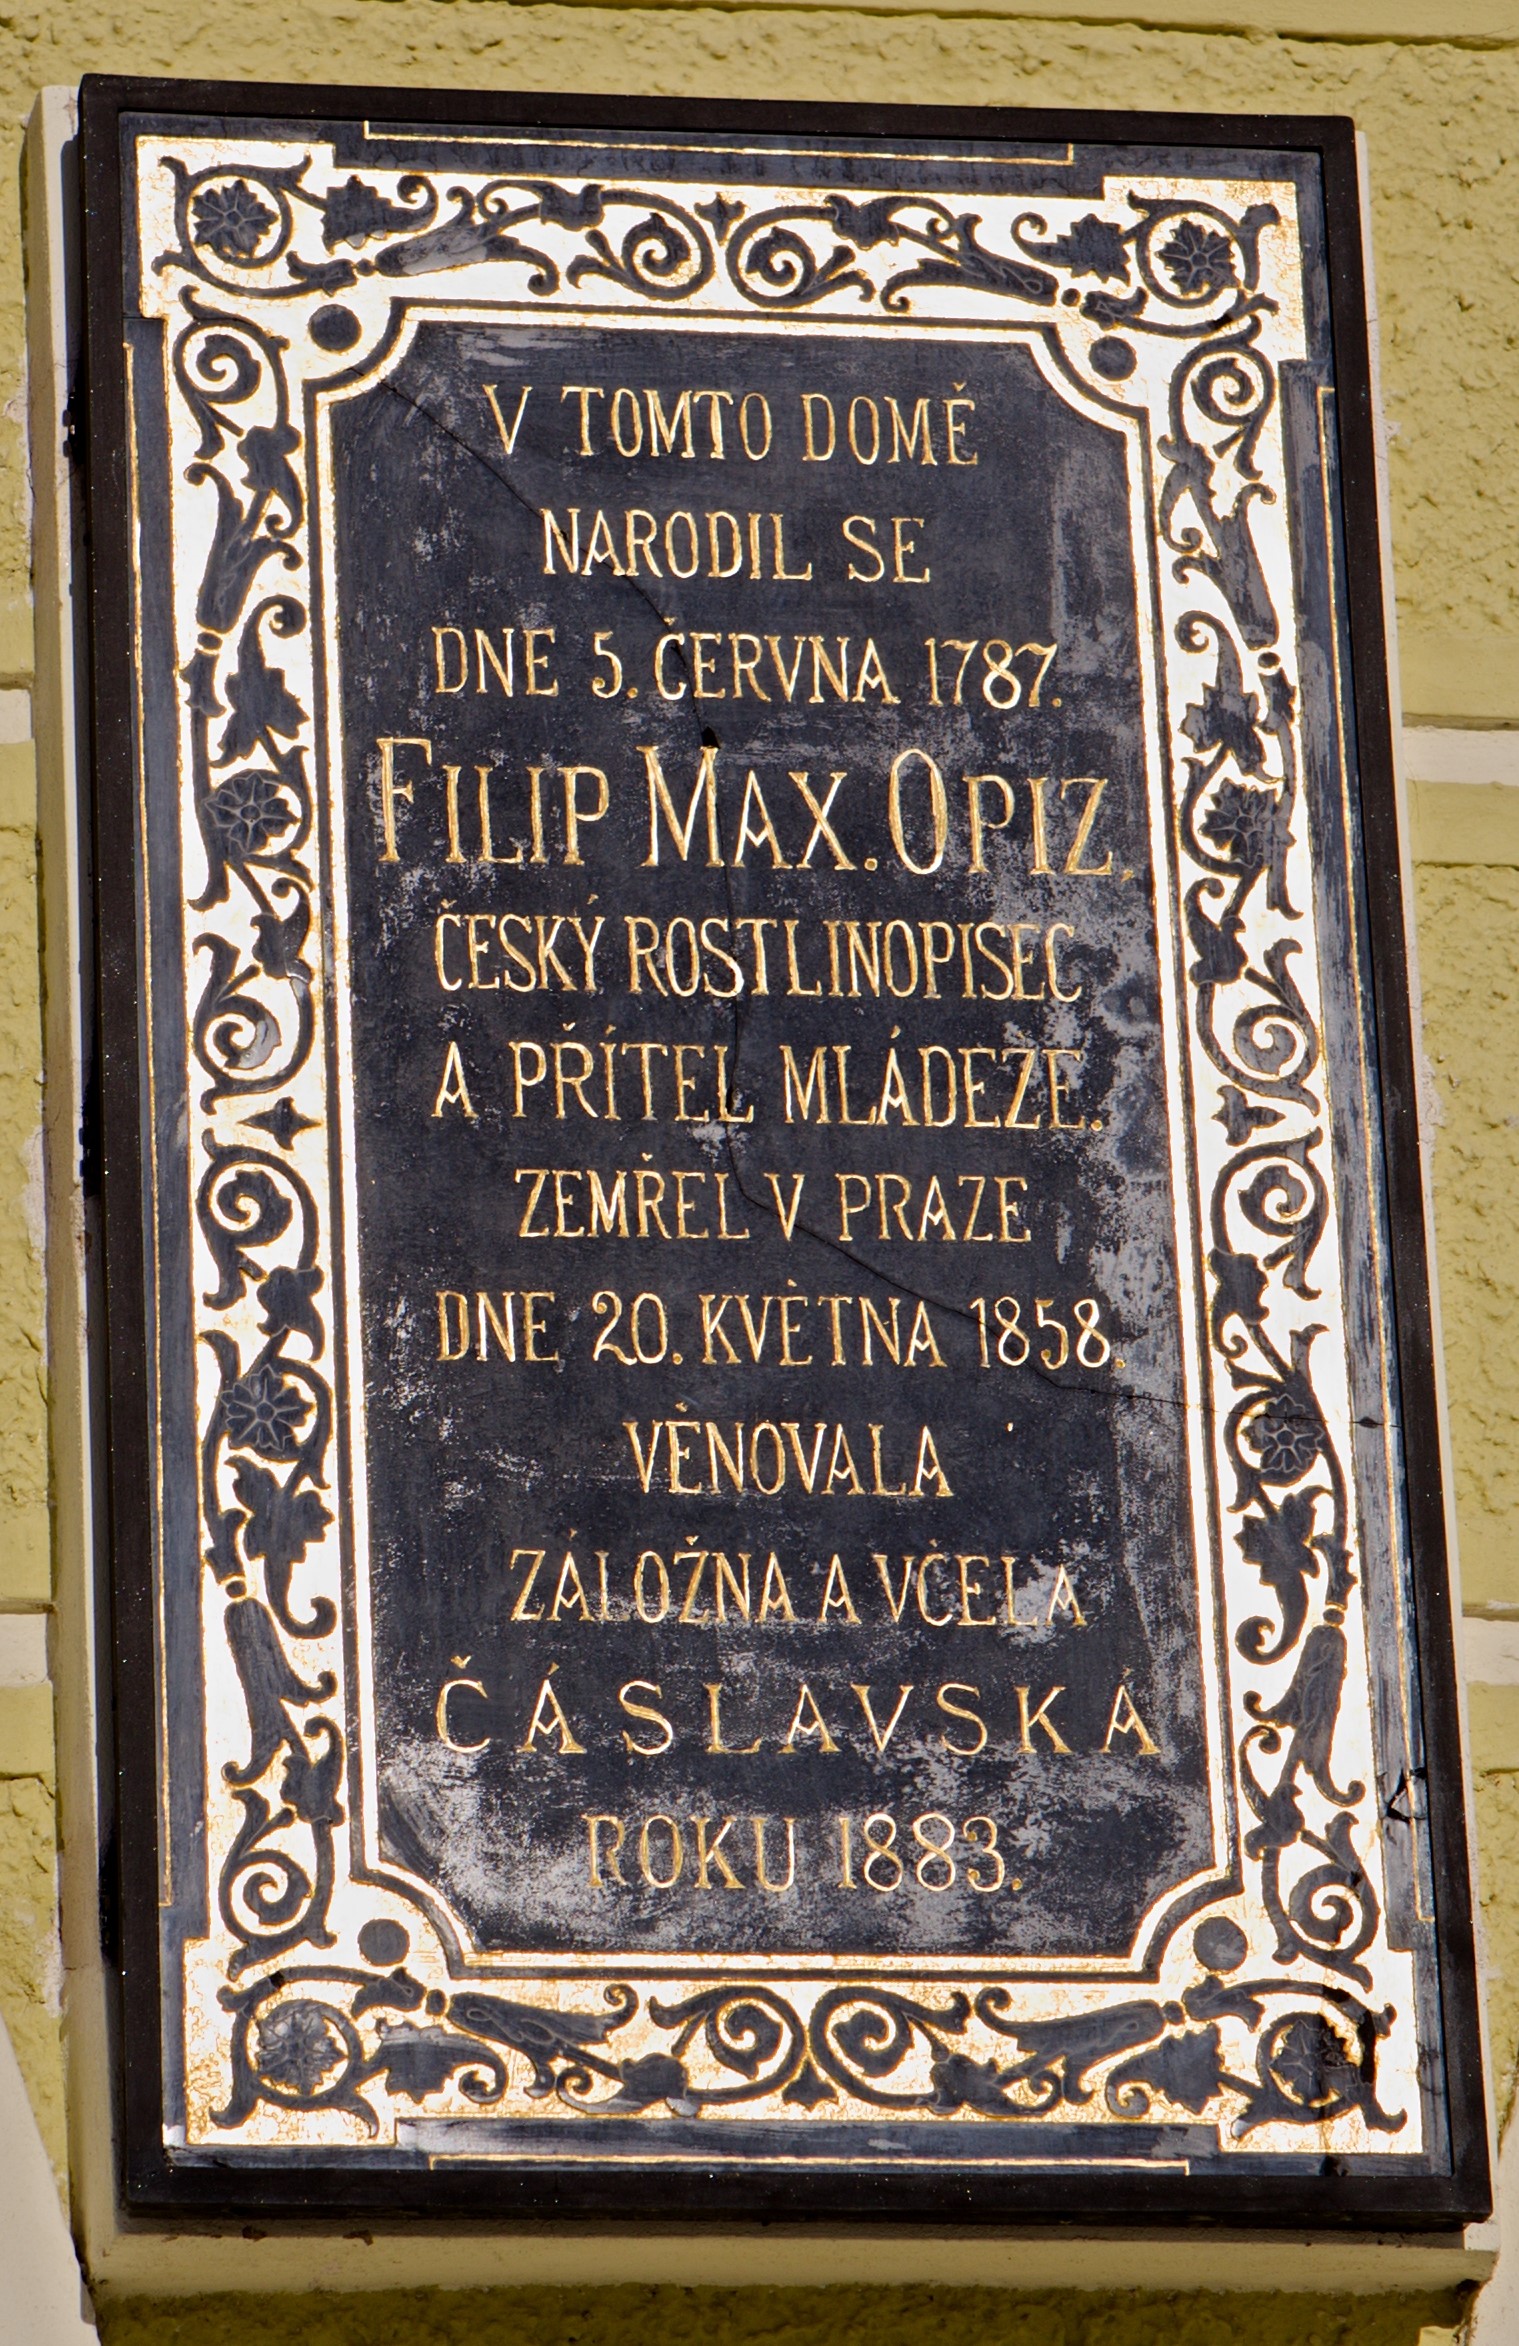 V TOMTO DOMĚ
NARODIL SE
DNE 5. ČERVNA 1787.
FILIP MAX. OPIZ,
ČESKÝ ROSTLINOPISEC
A PŘÍTEL MLÁDEŽE.
ZEMŘEL V PRAZE
DNE 20. KVĚTNA 1858.
VĚNOVALA
ZÁLOŽNA A VČELA
ČÁSLAVSKÁ
ROKU 1883.